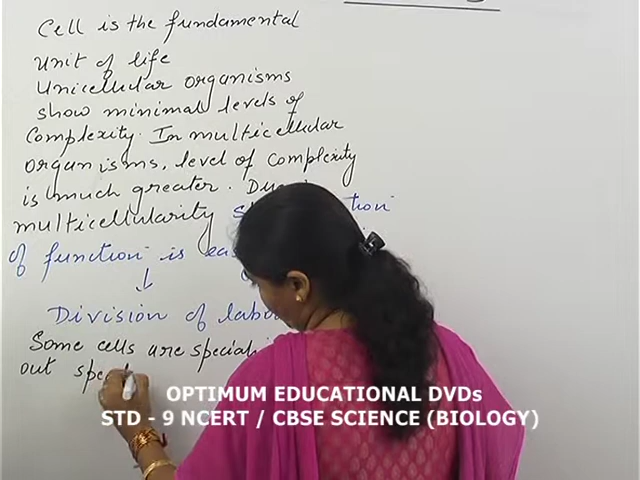 Cell is the fundamental
Unit of life
Unicellular organisms
show minimal levels of
Complexity. In multicellular
organisms, level of complexity
is much greater.
multicellularity
of function is
↓
Division of
Some cells are
out
OPTIMUM EDUCATIONAL DVDs
STD - 9 NCERT / CBSE SCIENCE (BIOLOGY)